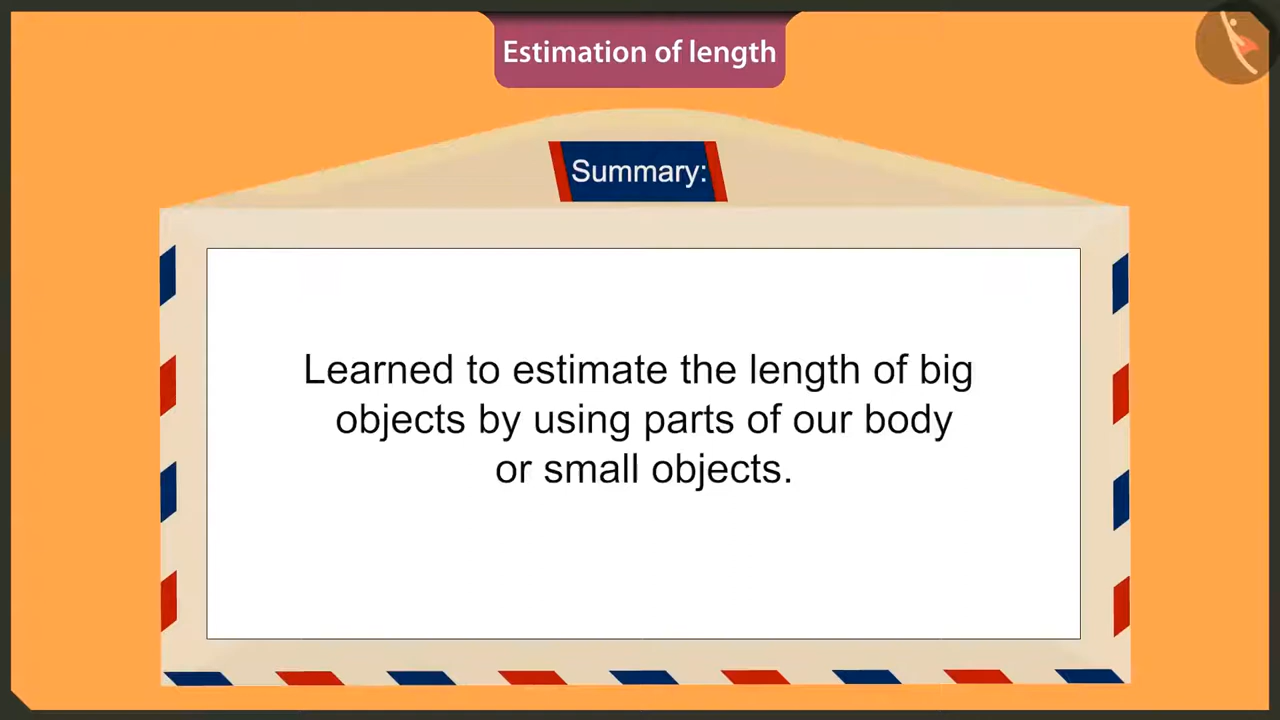 Estimation of length
Summary:
Learned to estimate the length of big
objects by using parts of our body
or small objects.